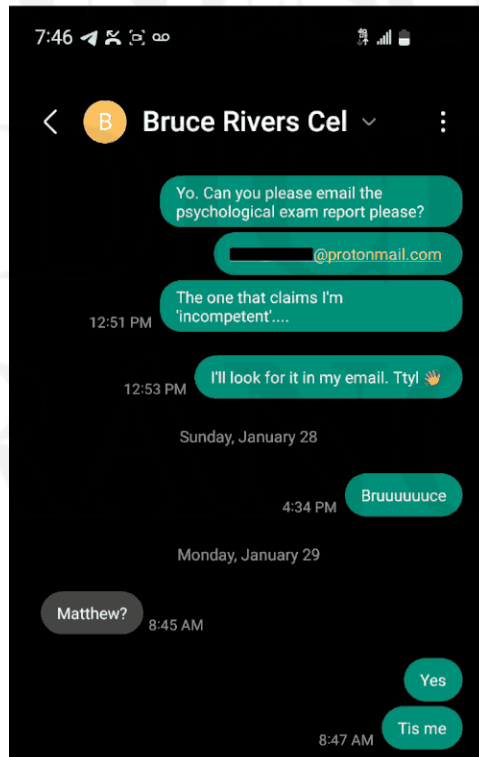 7:46
B Bruce Rivers Cel
Yo. Can you please email the
psychological exam report please?
@protonmail.com
The one that claims I'm
'incompetent'....
12:51 PM
I'll look for it in my email. Ttyl 👋
12:53 PM
Sunday, January 28
Bruuuuuuce
4:34 PM
Monday, January 29
Matthew?
8:45 AM
Yes
Tis me
8:47 AM